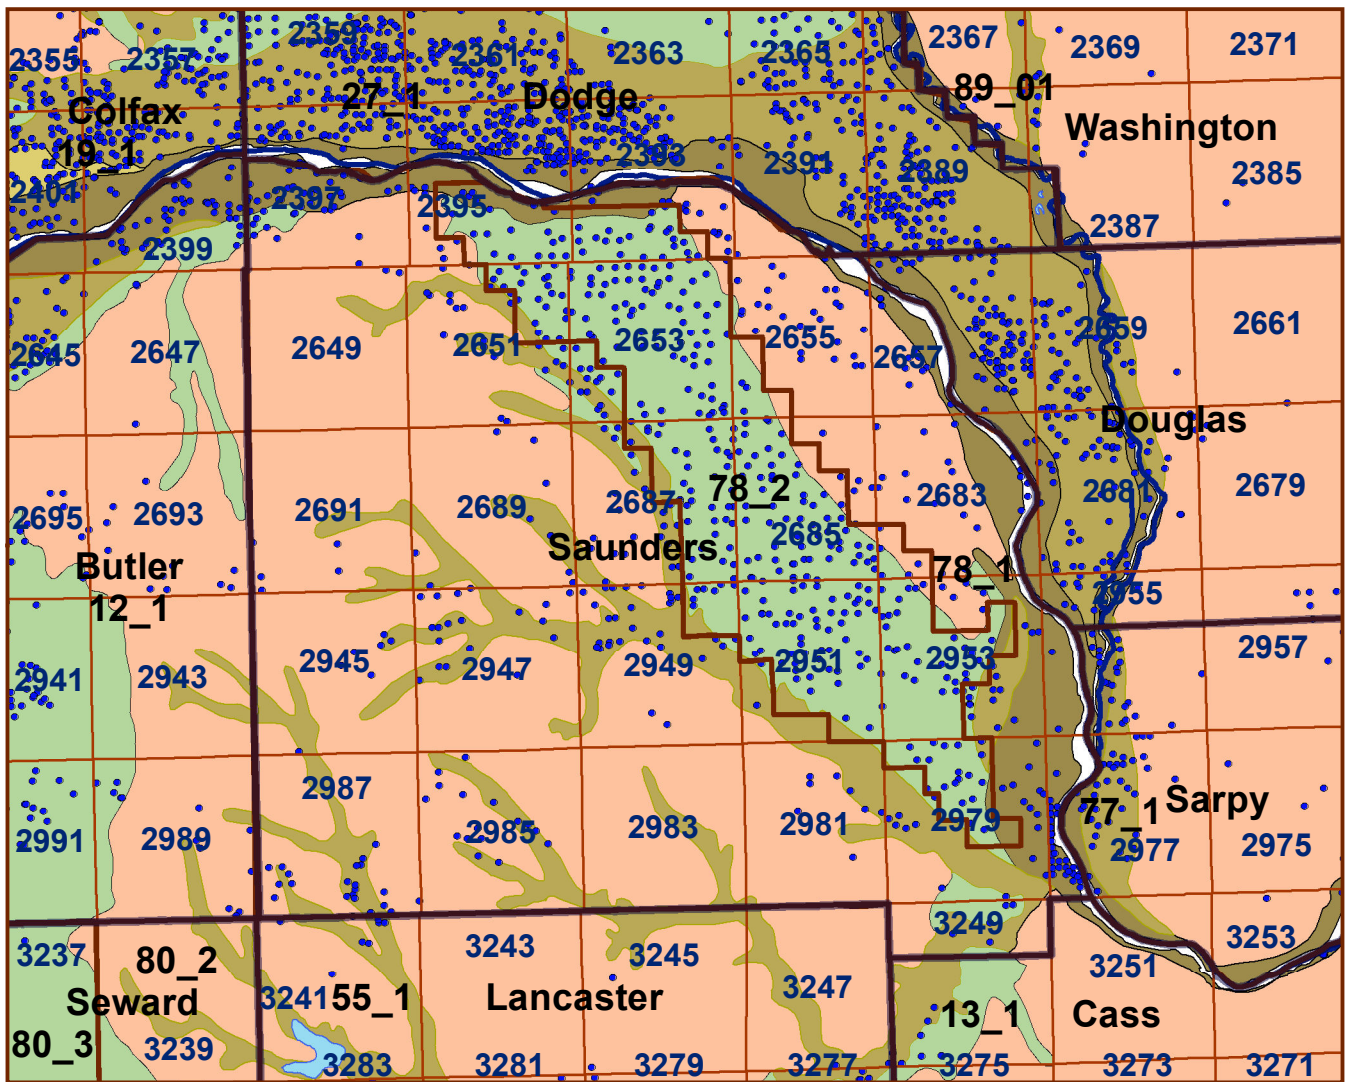 2355 2357 2359 2361 2363 2365 2367 2369 2371
Colfax 27_1 Dodge 89_01 Washington
19_1
2401 2397 2395 2393 2391 2389 2387 2385
2399
2645 2647 2649 2651 2653 2655 2657 2659 2661
Douglas
2695 2693 2691 2689 2687 78_2 2685 2683 2681 2679
Butler Saunders 78_1
12_1 2955
2941 2943 2945 2947 2949 2951 2953 2957
2991 2989 2987 2985 2983 2981 2979 77_1 Sarpy
2977 2975
3237 80_2 3243 3245 3247 3249 3251 3253
Seward 3241 55_1 Lancaster 13_1 Cass
80_3 3239 3283 3281 3279 3277 3275 3273 3271